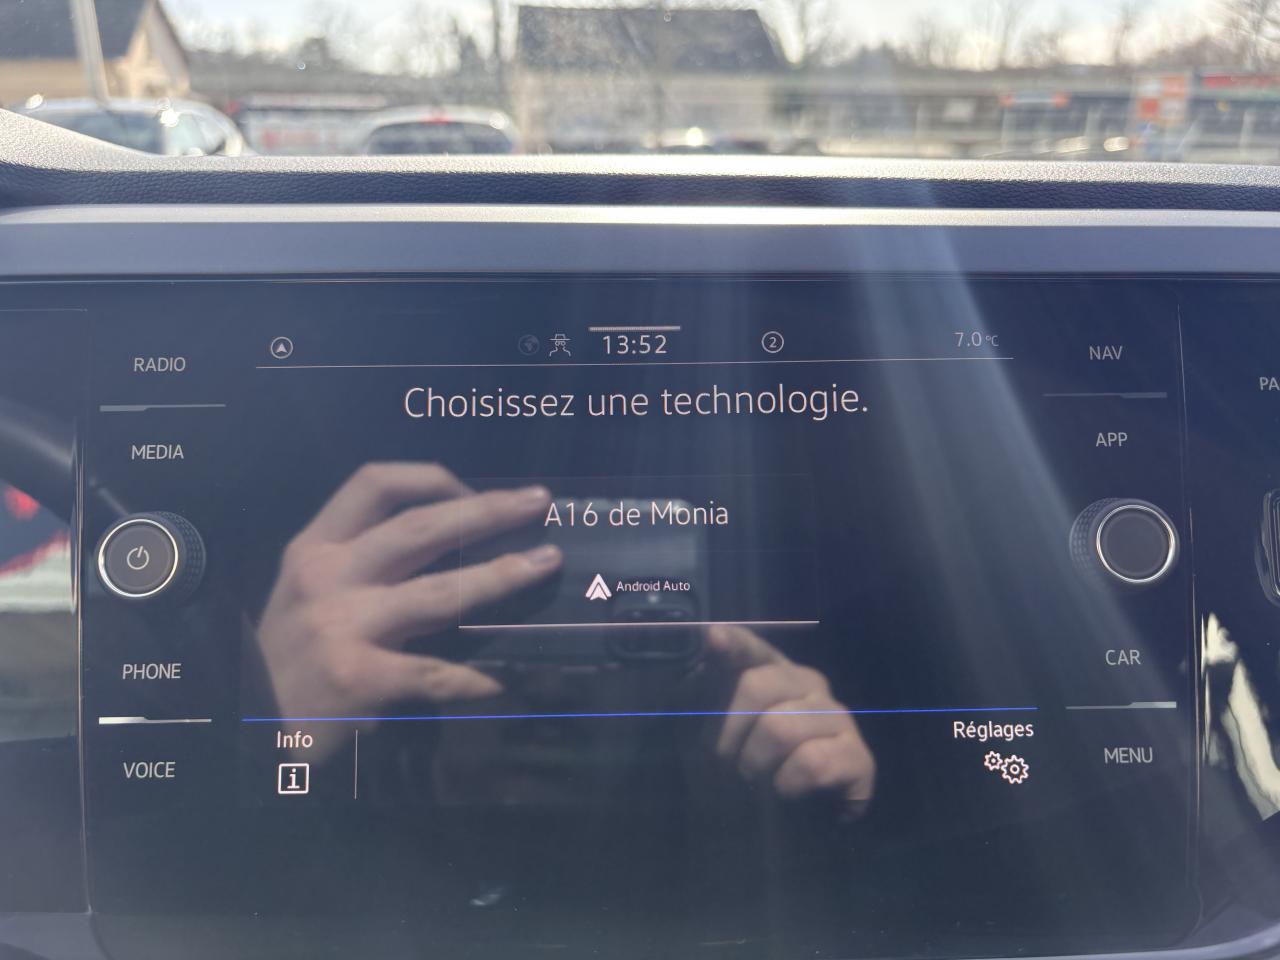 13:52
2
7.0°C
RADIO
MEDIA
PHONE
VOICE
Choisissez une technologie.
A16 de Monia
Android Auto
Info
i
Réglages
NAV
APP
CAR
MENU